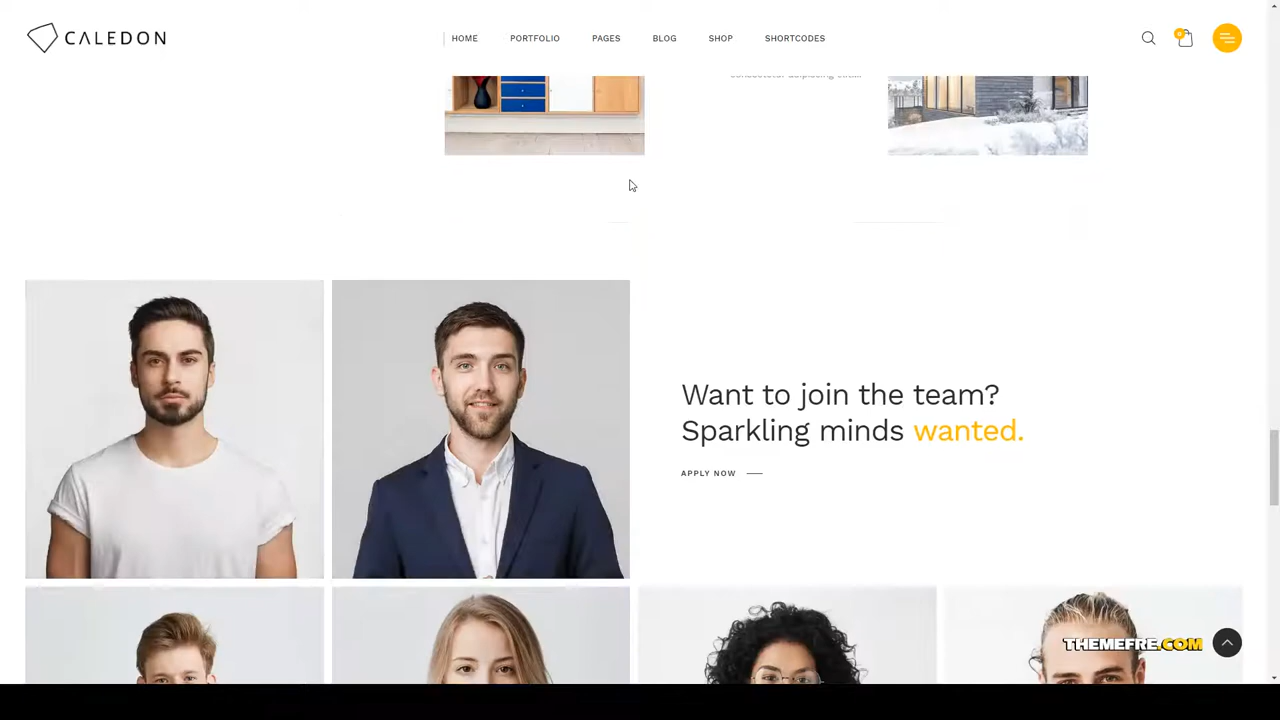 CALEDON
HOME PORTFOLIO PAGES BLOG SHOP SHORTCODES
0
Want to join the team?
Sparkling minds wanted.
APPLY NOW
THEMEFRE.COM